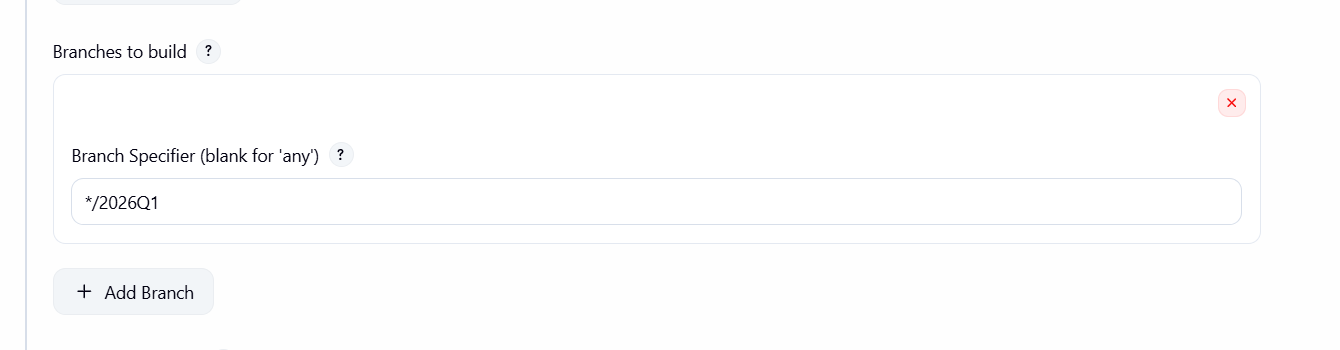 Branches to build ?
Branch Specifier (blank for 'any') ?
*/2026Q1
+ Add Branch